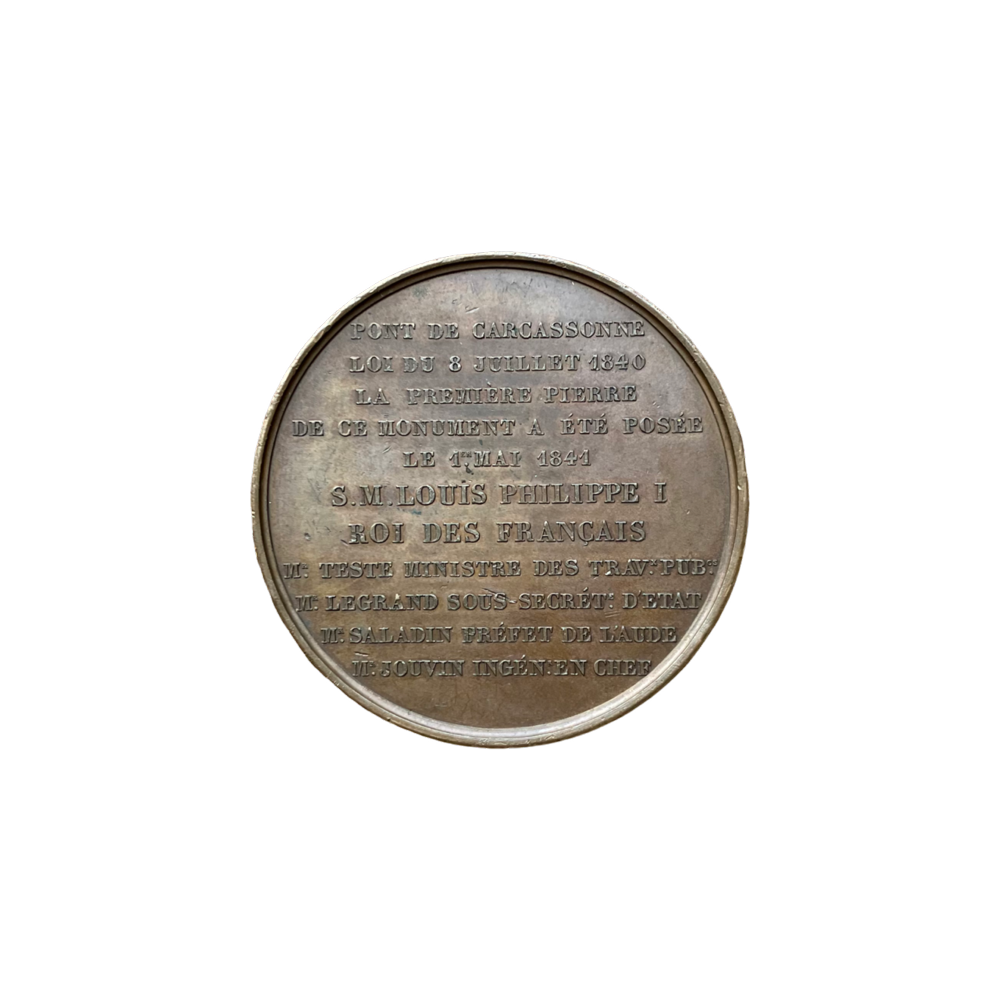 PONT DE CARCASSONNE
LOI DU 8 JUILLET 1840
LA PREMIÈRE PIERRE
DE CE MONUMENT A ÉTÉ POSÉE
LE 1ER MAI 1841
S.M. LOUIS PHILIPPE I
ROI DES FRANÇAIS
MR. TESTE MINISTRE DES TRAVX. PUBCS.
MR. LEGRAND SOUS-SECRÉTE. D'ETAT
MR. SALADIN PRÉFET DE L'AUDE
MR. JOUVIN INGÉN: EN CHEF